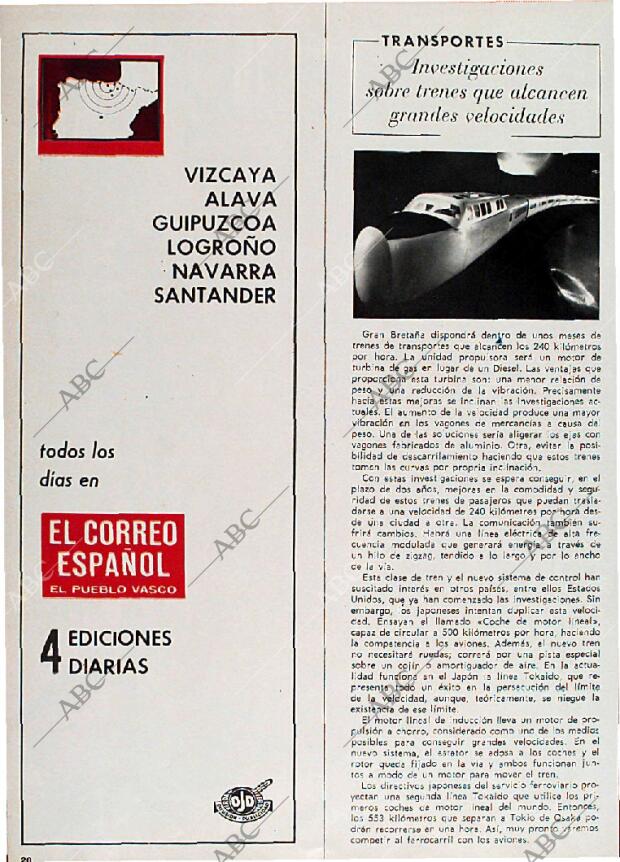 VIZCAYA
ALAVA
GUIPUZCOA
LOGROÑO
NAVARRA
SANTANDER
todos los
días en
EL CORREO
ESPAÑOL
EL PUEBLO VASCO
4 EDICIONES
DIARIAS
OJD
20
TRANSPORTES
Investigaciones
sobre trenes que alcancen
grandes velocidades
Gran Bretaña dispondrá dentro de unos meses de
trenes de transportes que alcancen los 240 kilómetros
por hora. La unidad propulsora será un motor de
turbina de gas en lugar de un Diesel. Las ventajas que
proporciona esta turbina son: una menor relación de
peso y una reducción de la vibración. Precisamente
hacia estas mejoras se inclinan las investigaciones ac-
tuales. El aumento de la velocidad produce una mayor
vibración en los vagones de mercancías a causa del
peso. Una de las soluciones sería aligerar los ejes con
vagones fabricados de aluminio. Otra, evitar la po-
sibilidad de descarrilamiento haciendo que estos trenes
tomen las curvas por propia inclinación.
Con estas investigaciones se espera conseguir, en el
plazo de dos años, mejoras en la comodidad y segu-
ridad de estos trenes de pasajeros que puedan trasla-
darse a una velocidad de 240 kilómetros por hora des-
de una ciudad a otra. La comunicación también su-
frirá cambios. Habrá una línea eléctrica de alta fre-
cuencia modulada que generará energía a través de
un hilo de zigzag, tendido a lo largo y por lo ancho
de la vía.
Esta clase de tren y el nuevo sistema de control han
suscitado interés en otros países, entre ellos Estados
Unidos, que ya han comenzado las investigaciones. Sin
embargo, los japoneses intentan duplicar esta veloci-
dad. Ensayan el llamado «Coche de motor lineal»,
capaz de circular a 500 kilómetros por hora, haciendo
la competencia a los aviones. Además, el nuevo tren
no necesitará ruedas; correrá por una pista especial
sobre un cojín o amortiguador de aire. En la actua-
lidad funciona en el Japón la línea Tokaido, que re-
presenta todo un éxito en la persecución del límite
de la velocidad, aunque, teóricamente, se niegue la
existencia de ese límite.
El motor lineal de inducción lleva un motor de pro-
pulsión a chorro, considerado como uno de los medios
posibles para conseguir grandes velocidades. En el
nuevo sistema, el estator se adosa a los coches y el
rotor queda fijado en la vía y ambos funcionan jun-
tos a modo de un motor para mover el tren.
Los directivos japoneses del servicio ferroviario pro-
yectan una segunda línea Tokaido que utilice los pri-
meros coches de motor lineal del mundo. Entonces,
los 553 kilómetros que separan a Tokio de Osaka po-
drán recorrerse en una hora. Así, muy pronto veremos
competir al ferrocarril con los aviones.